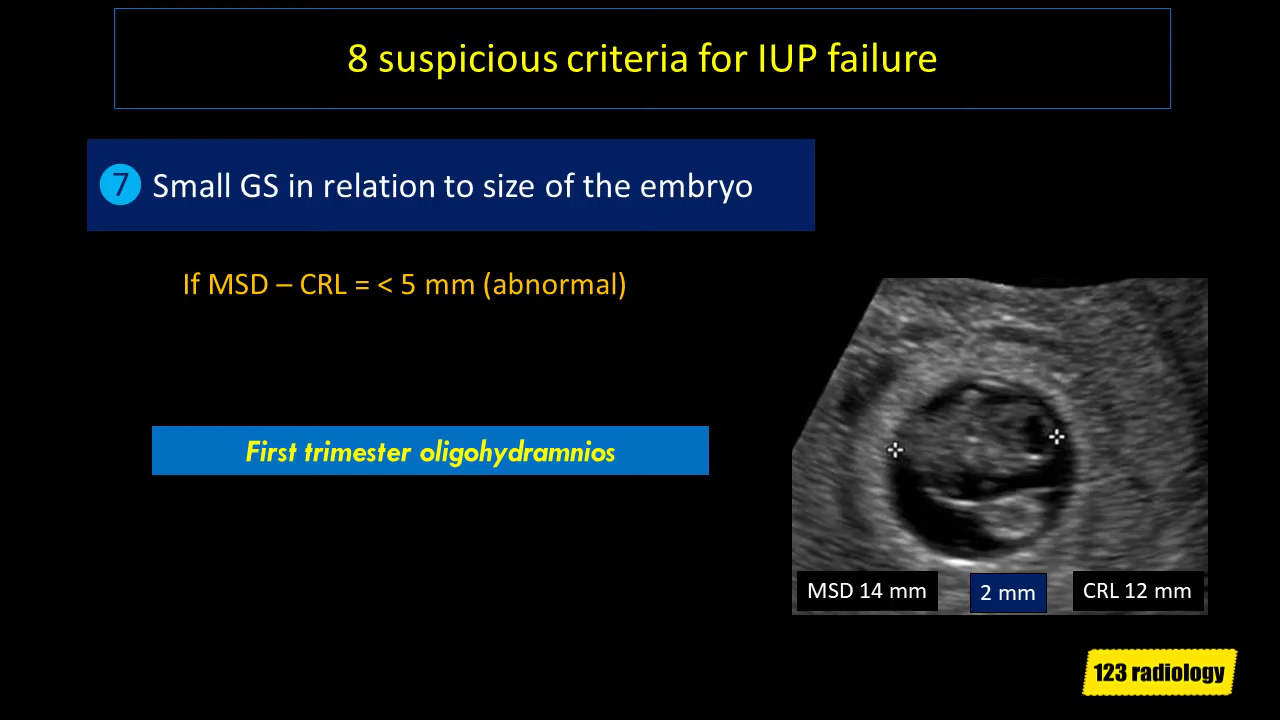 8 suspicious criteria for IUP failure
7 Small GS in relation to size of the embryo
If MSD – CRL = < 5 mm (abnormal)
First trimester oligohydramnios
MSD 14 mm
2 mm
CRL 12 mm
123 radiology